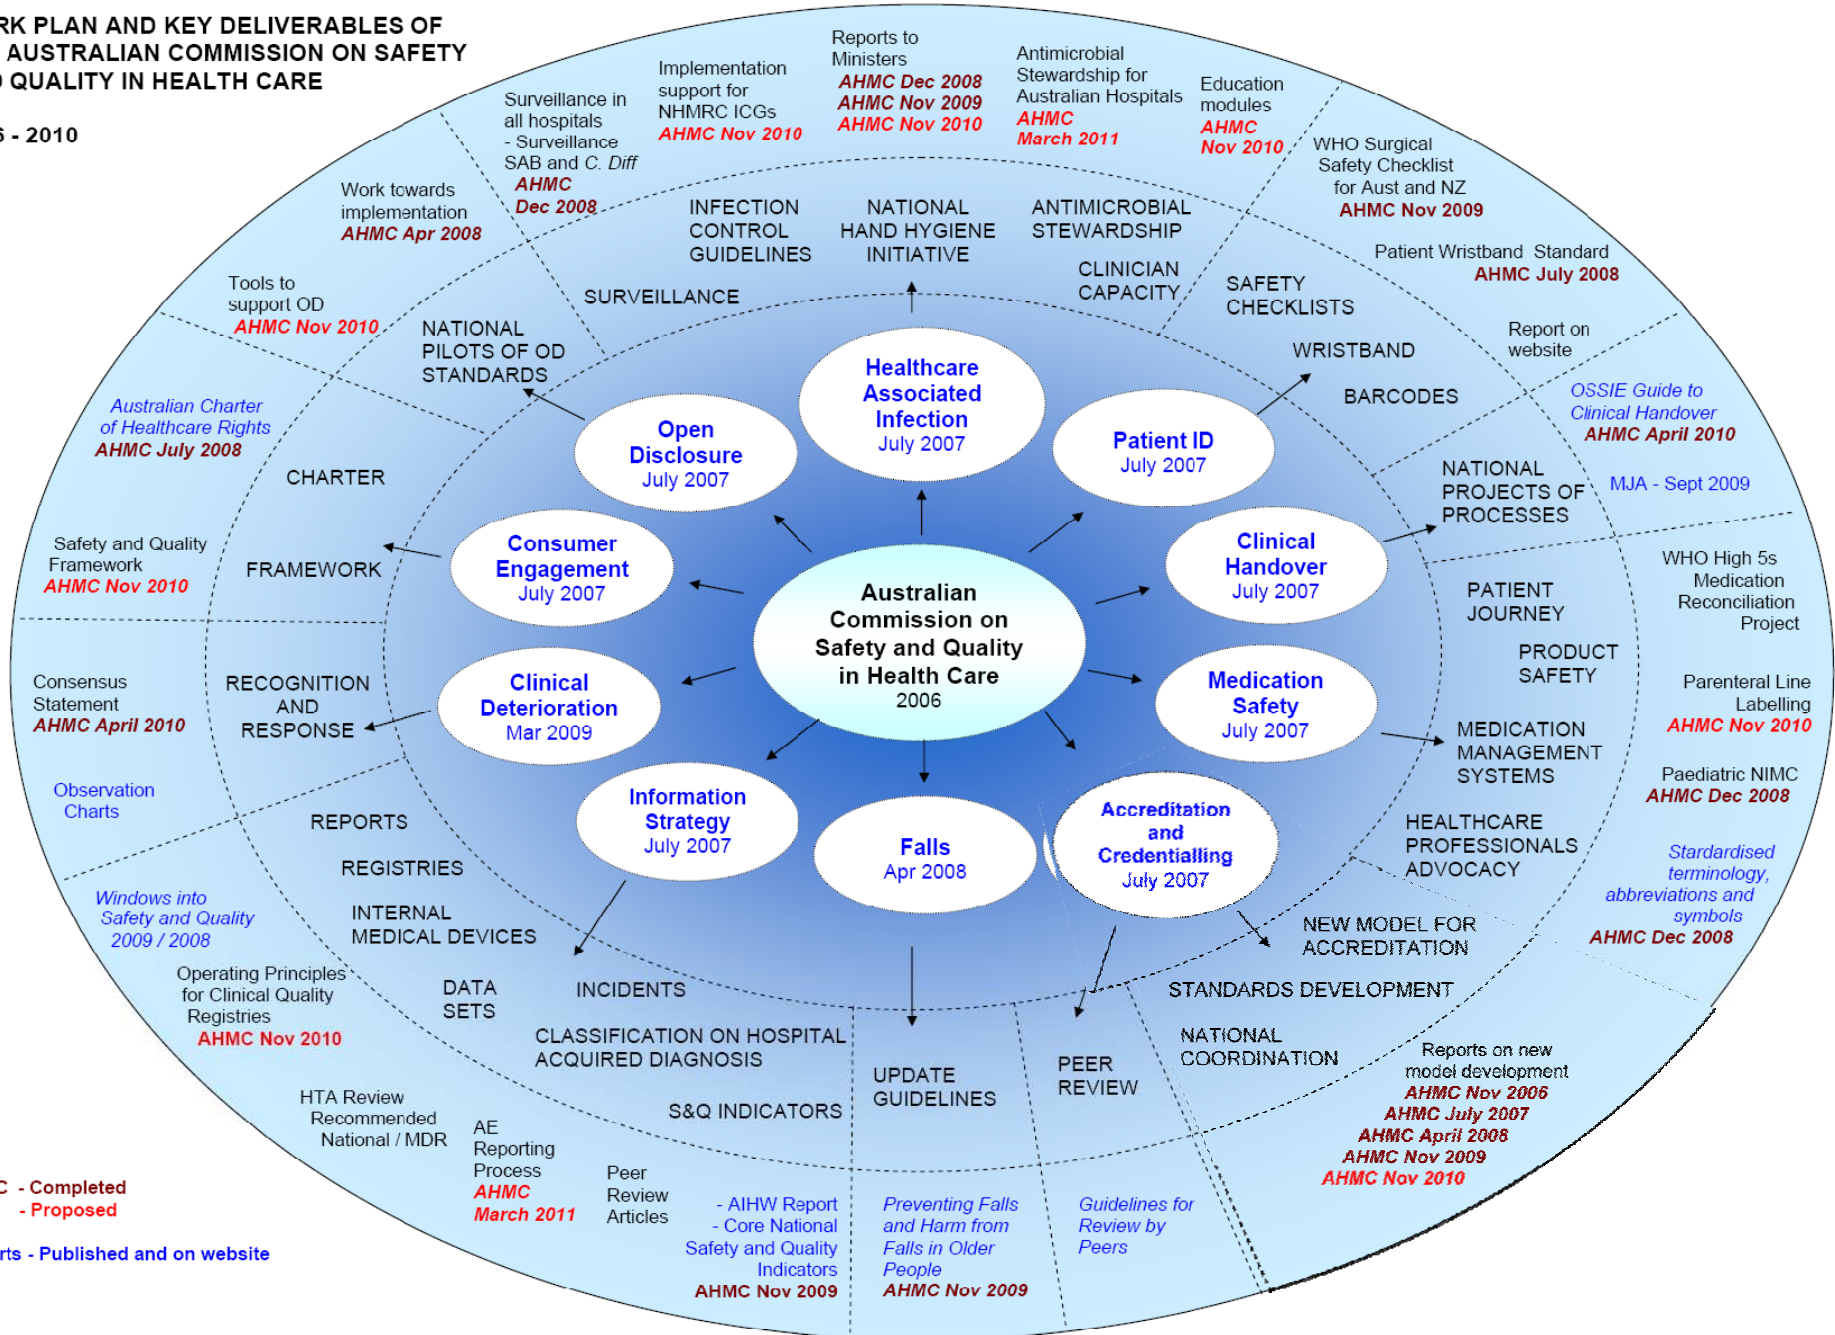 RK PLAN AND KEY DELIVERABLES OF
AUSTRALIAN COMMISSION ON SAFETY
QUALITY IN HEALTH CARE
- 2010
Surveillance in
all hospitals
- Surveillance
SAB and C. Diff
AHMC
Dec 2008
Implementation
support for
NHMRC ICGs
AHMC Nov 2010
Reports to
Ministers
AHMC Dec 2008
AHMC Nov 2009
AHMC Nov 2010
Antimicrobial
Stewardship for
Australian Hospitals
AHMC
March 2011
Education
modules
AHMC
Nov 2010
WHO Surgical
Safety Checklist
for Aust and NZ
AHMC Nov 2009
Patient Wristband Standard
AHMC July 2008
Report on
website
Work towards
implementation
AHMC Apr 2008
Tools to
support OD
AHMC Nov 2010
SURVEILLANCE
INFECTION
CONTROL
GUIDELINES
NATIONAL
HAND HYGIENE
INITIATIVE
ANTIMICROBIAL
STEWARDSHIP
CLINICIAN
CAPACITY
SAFETY
CHECKLISTS
WRISTBAND
BARCODES
NATIONAL
PILOTS OF OD
STANDARDS
Australian Charter
of Healthcare Rights
AHMC July 2008
CHARTER
Safety and Quality
Framework
AHMC Nov 2010
FRAMEWORK
OSSIE Guide to
Clinical Handover
AHMC April 2010
MJA - Sept 2009
NATIONAL
PROJECTS OF
PROCESSES
Healthcare
Associated
Infection
July 2007
Open
Disclosure
July 2007
Patient ID
July 2007
Consumer
Engagement
July 2007
Clinical
Handover
July 2007
Australian
Commission on
Safety and Quality
in Health Care
2006
Clinical
Deterioration
Mar 2009
Medication
Safety
July 2007
Information
Strategy
July 2007
Falls
Apr 2008
Accreditation
and
Credentialling
July 2007
WHO High 5s
Medication
Reconciliation
Project
Parenteral Line
Labelling
AHMC Nov 2010
Paediatric NIMC
AHMC Dec 2008
Stardardised
terminology,
abbreviations and
symbols
AHMC Dec 2008
PATIENT
JOURNEY
PRODUCT
SAFETY
MEDICATION
MANAGEMENT
SYSTEMS
HEALTHCARE
PROFESSIONALS
ADVOCACY
Consensus
Statement
AHMC April 2010
Observation
Charts
RECOGNITION
AND
RESPONSE
REPORTS
REGISTRIES
INTERNAL
MEDICAL DEVICES
DATA
SETS
INCIDENTS
CLASSIFICATION ON HOSPITAL
ACQUIRED DIAGNOSIS
S&Q INDICATORS
UPDATE
GUIDELINES
PEER
REVIEW
NEW MODEL FOR
ACCREDITATION
STANDARDS DEVELOPMENT
NATIONAL
COORDINATION
Windows into
Safety and Quality
2009 / 2008
Operating Principles
for Clinical Quality
Registries
AHMC Nov 2010
HTA Review
Recommended
National / MDR
AE
Reporting
Process
AHMC
March 2011
Peer
Review
Articles
- AIHW Report
- Core National
Safety and Quality
Indicators
AHMC Nov 2009
Preventing Falls
and Harm from
Falls in Older
People
AHMC Nov 2009
Guidelines for
Review by
Peers
Reports on new
model development
AHMC Nov 2006
AHMC July 2007
AHMC April 2008
AHMC Nov 2009
AHMC Nov 2010
C - Completed
- Proposed
rts - Published and on website